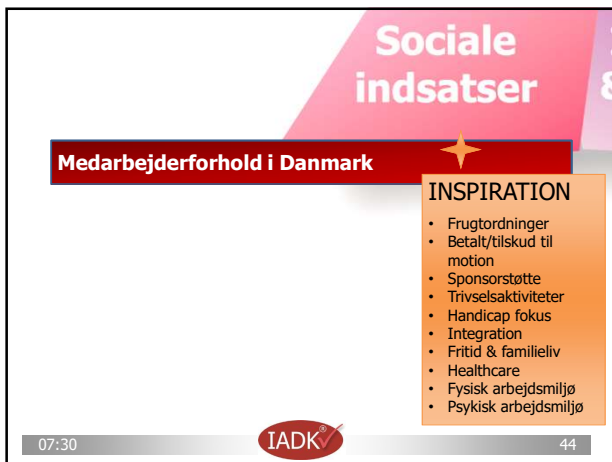 Sociale
indsatser
&
Medarbejderforhold i Danmark
INSPIRATION
• Frugtordninger
• Betalt/tilskud til
motion
• Sponsorstøtte
• Trivselsaktiviteter
• Handicap fokus
• Integration
• Fritid & familieliv
• Healthcare
• Fysisk arbejdsmiljø
• Psykisk arbejdsmiljø
07:30
IADK®
44